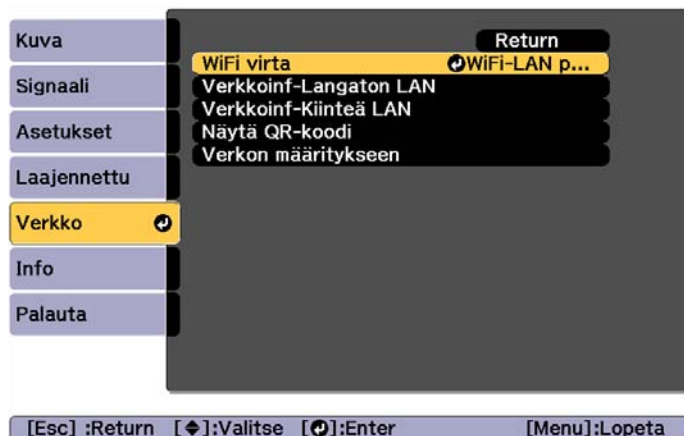 Kuva
Signaali
Asetukset
Laajennettu
Verkko
Info
Palauta
Return
WiFi virta WiFi-LAN p...
Verkkoinf-Langaton LAN
Verkkoinf-Kiinteä LAN
Näytä QR-koodi
Verkon määritykseen
[Esc] :Return [◆]:Valitse [↵]:Enter [Menu]:Lopeta